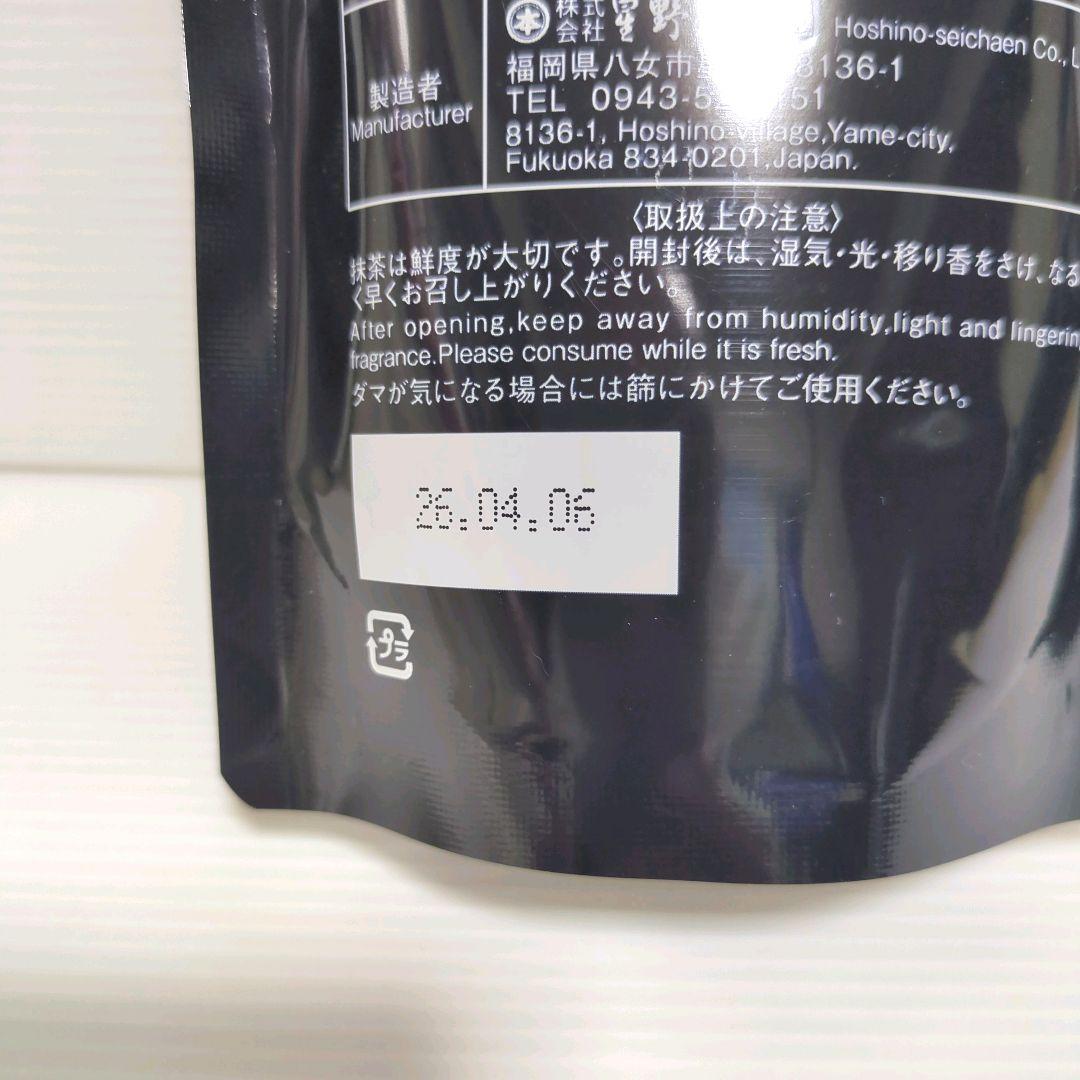 本 株式会社 星野 Hoshino-seichaen Co., L
福岡県八女市 8136-1
製造者
TEL 0943-5 51
Manufacturer
8136-1, Hoshino-village,Yame-city,
Fukuoka 834-0201,Japan.
〈取扱上の注意〉
抹茶は鮮度が大切です。開封後は、湿気・光・移り香をさけ、なる
く早くお召し上がりください。
After opening,keep away from humidity,light and lingerin
fragrance.Please consume while it is fresh.
ダマが気になる場合には篩にかけてご使用ください。
26.04.06
プラ